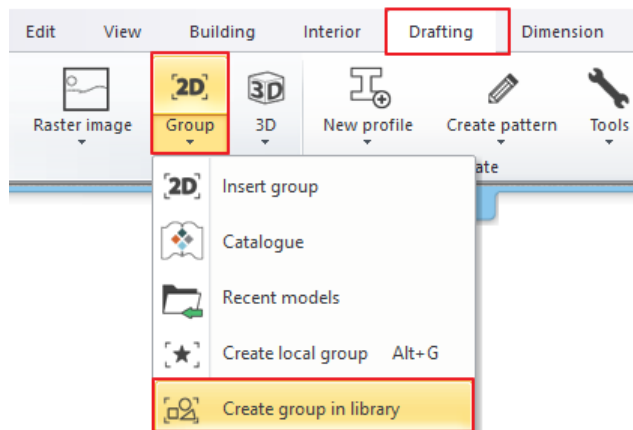 Edit View Building Interior Drafting Dimension
2D 3D
Raster image Group 3D New profile Create pattern Tools
ate
2D Insert group
Catalogue
Recent models
Create local group Alt+G
Create group in library